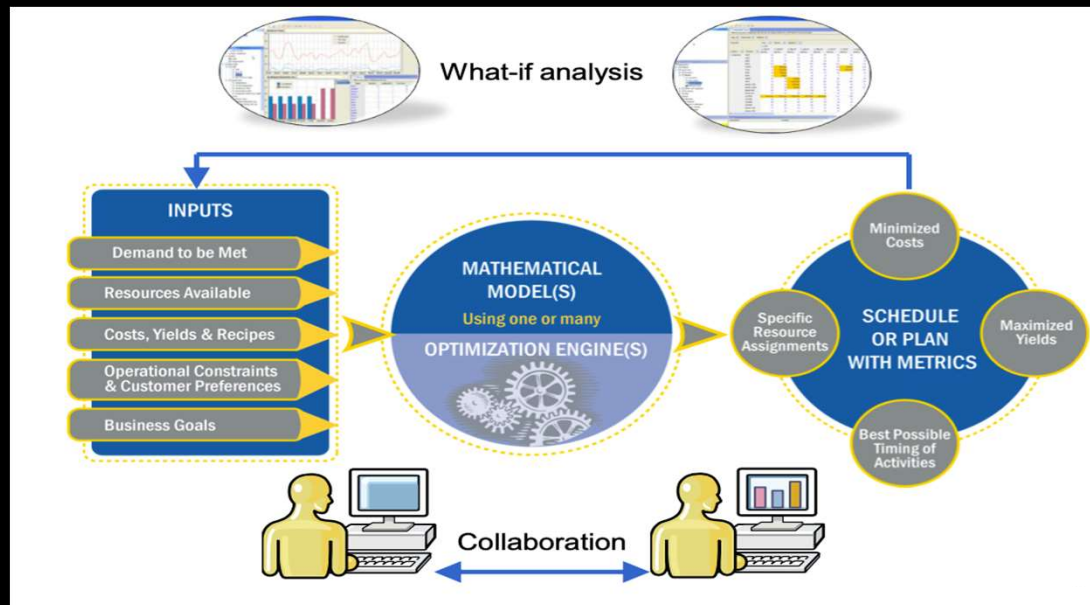 What-if analysis
INPUTS
Demand to be Met
Resources Available
Costs, Yields & Recipes
Operational Constraints
& Customer Preferences
Business Goals
MATHEMATICAL
MODEL(S)
Using one or many
OPTIMIZATION ENGINE(S)
Minimized
Costs
Specific
Resource
Assignments
SCHEDULE
OR PLAN
WITH METRICS
Maximized
Yields
Best Possible
Timing of
Activities
Collaboration